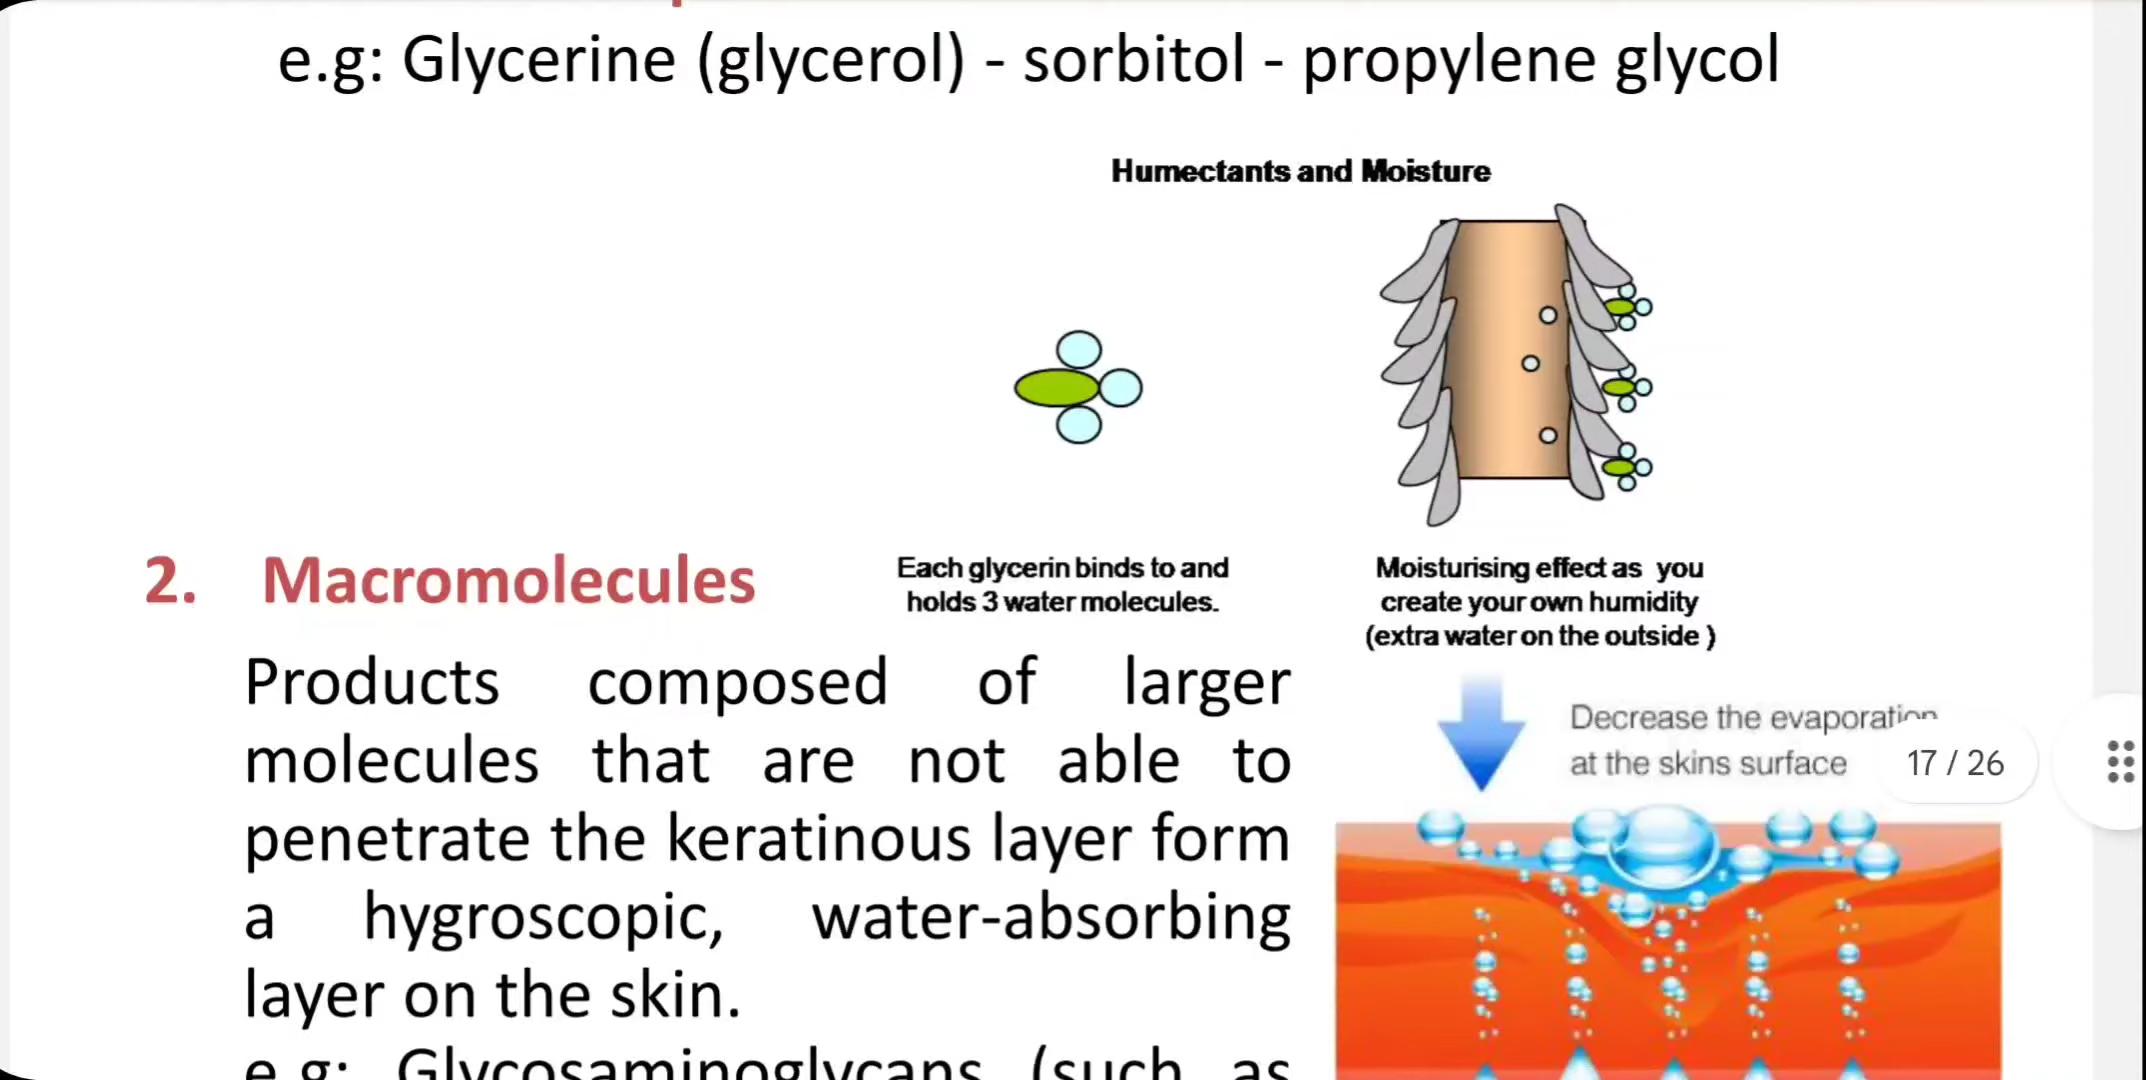 e.g: Glycerine (glycerol) - sorbitol - propylene glycol
Humectants and Moisture
Each glycerin binds to and
holds 3 water molecules.
Moisturising effect as you
create your own humidity
(extra water on the outside )
2. Macromolecules
Products composed of larger
molecules that are not able to
penetrate the keratinous layer form
a hygroscopic, water-absorbing
layer on the skin.
e.g: Glycosaminoglycans (such as
Decrease the evaporation
at the skins surface
17 / 26